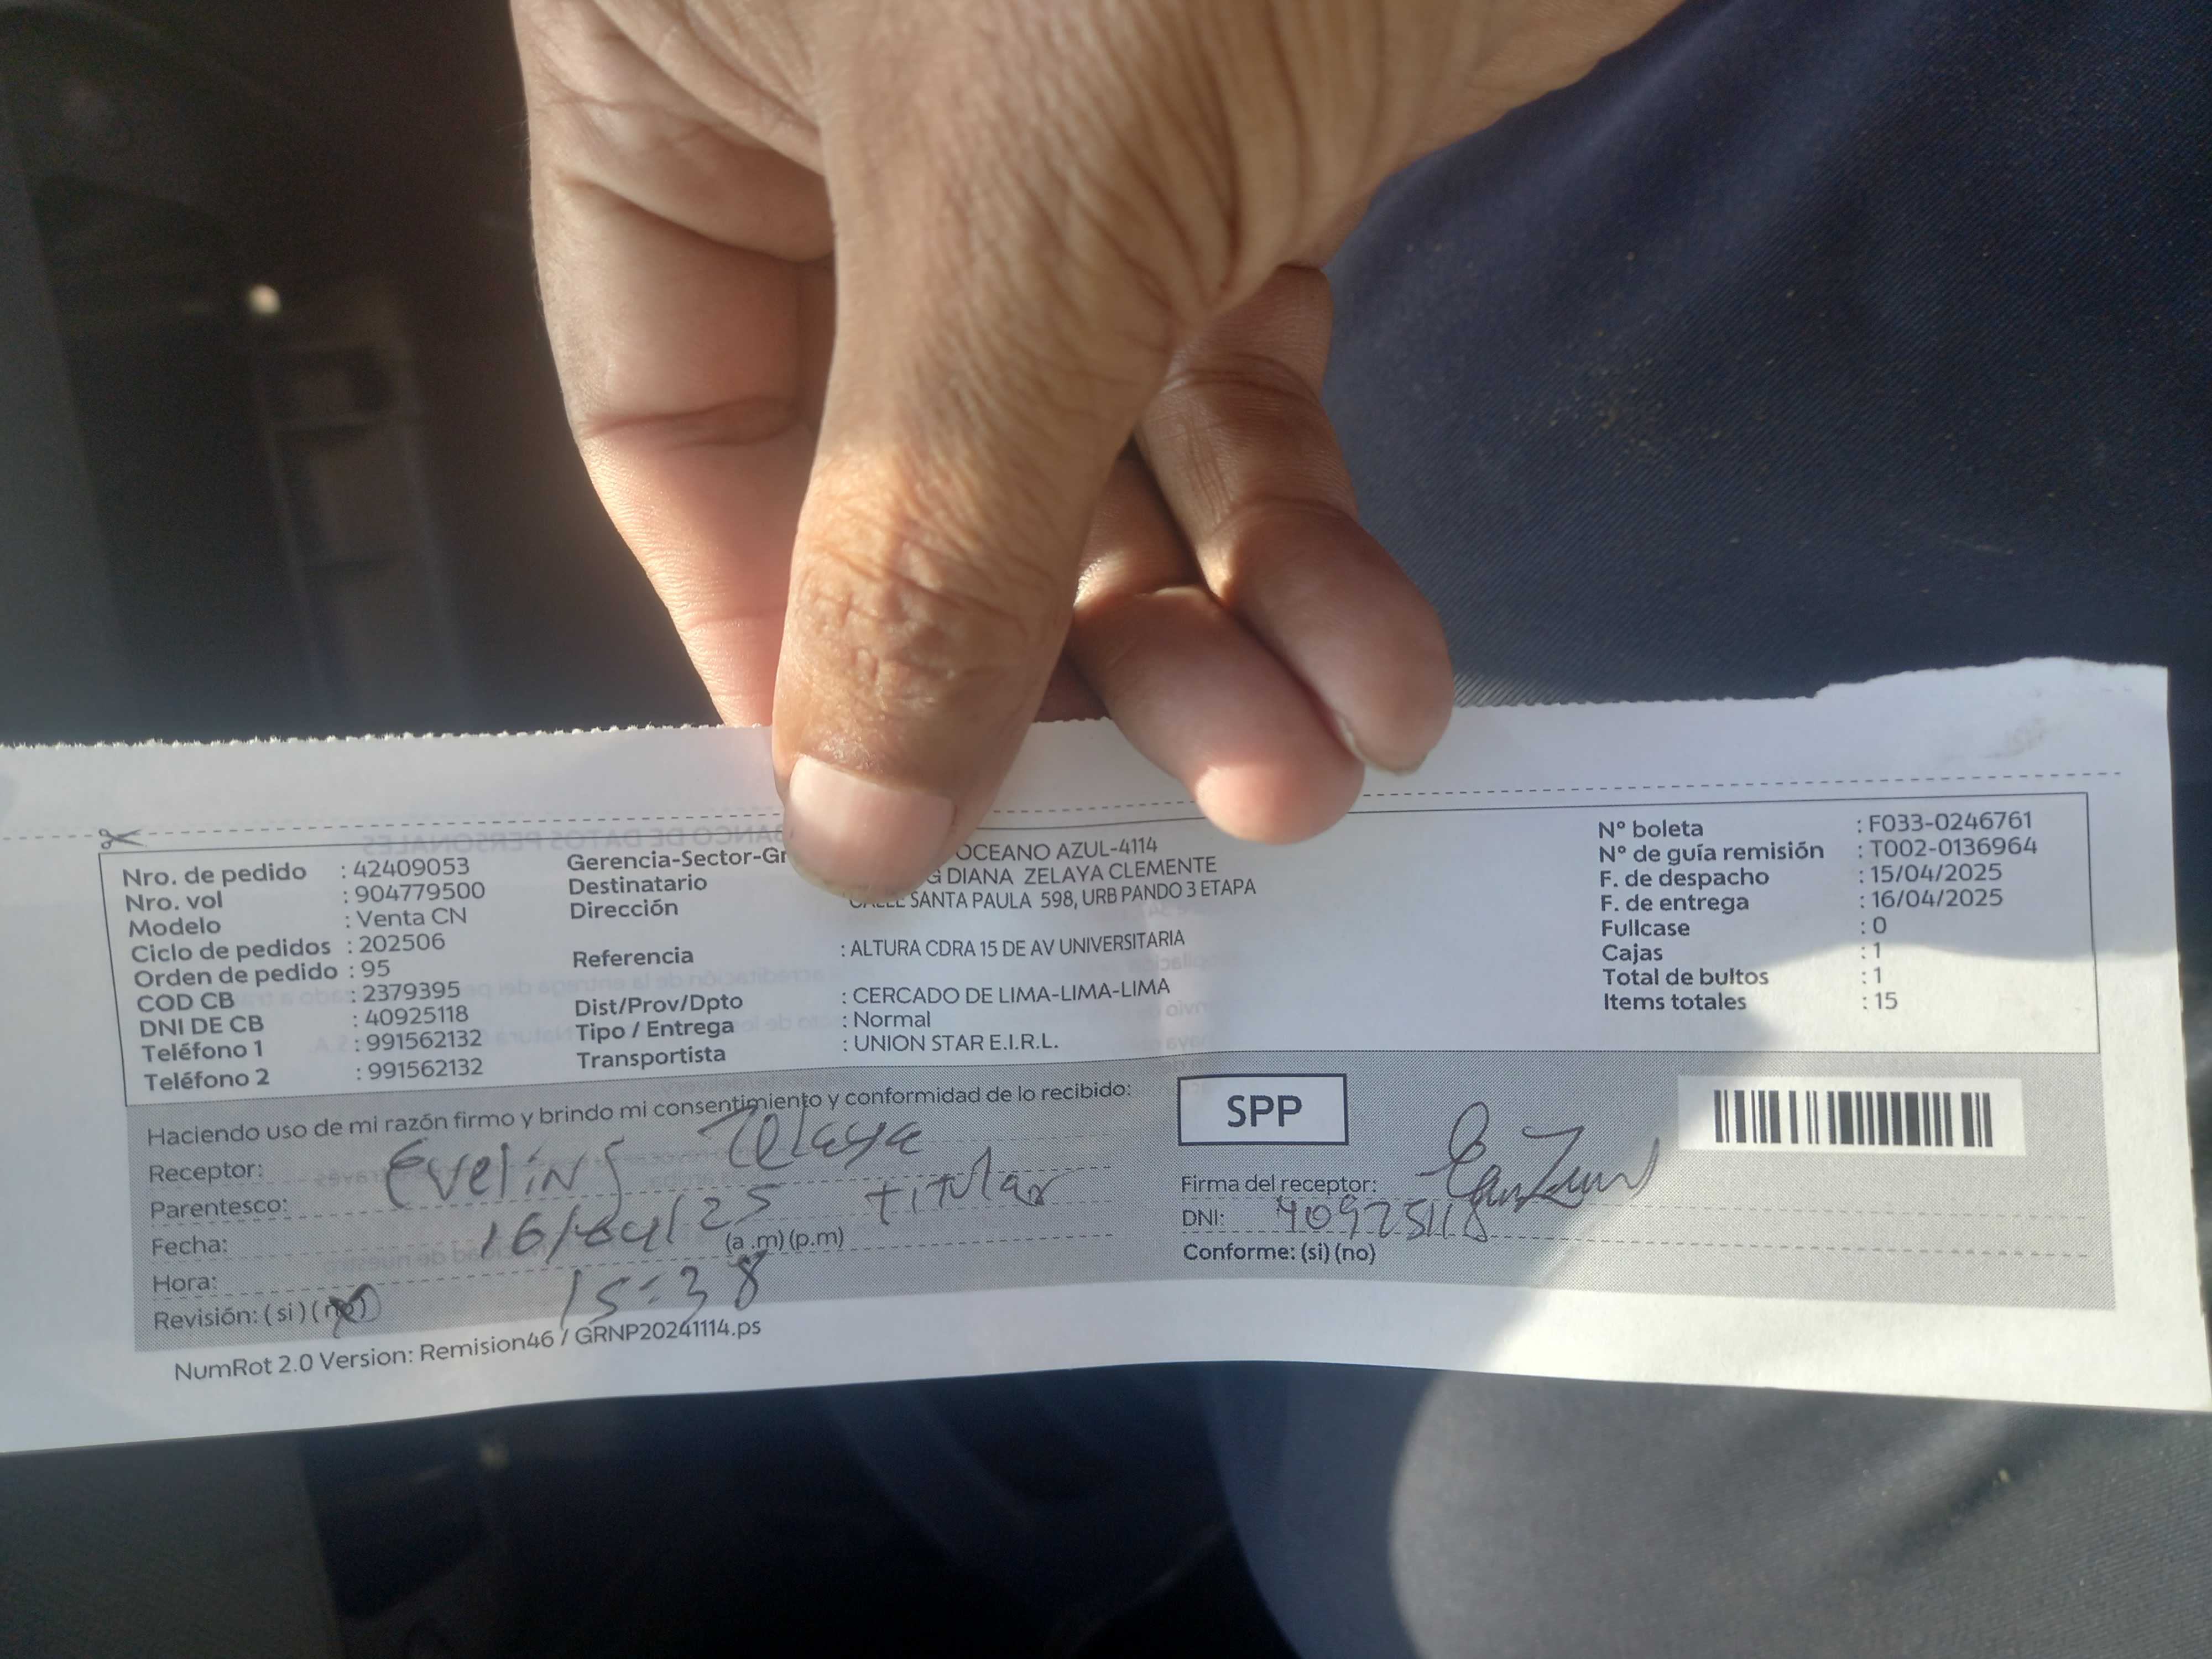 Nro. de pedido : 42409053
Nro. vol : 904779500
Modelo : Venta CN
Ciclo de pedidos : 202506
Orden de pedido : 95
COD CB : 2379395
DNI DE CB : 40925118
Teléfono 1 : 991562132
Teléfono 2 : 991562132
Gerencia-Sector-Gr OCEANO AZUL-4114
Destinatario G DIANA ZELAYA CLEMENTE
Dirección CALLE SANTA PAULA 598, URB PANDO 3 ETAPA
Referencia : ALTURA CDRA 15 DE AV UNIVERSITARIA
Dist/Prov/Dpto : CERCADO DE LIMA-LIMA-LIMA
Tipo / Entrega : Normal
Transportista : UNION STAR E.I.R.L.
N° boleta : F033-0246761
N° de guía remisión : T002-0136964
F. de despacho : 15/04/2025
F. de entrega : 16/04/2025
Fullcase : 0
Cajas : 1
Total de bultos : 1
Items totales : 15
Haciendo uso de mi razón firmo y brindo mi consentimiento y conformidad de lo recibido:
Receptor: Eveling Zelaya
Parentesco: titular
Fecha: 16/04/25 (a .m) (p.m)
Hora: 15:38
Revisión: ( si ) ( no )
SPP
Firma del receptor:
DNI: 40925118
Conforme: (si) (no)
NumRot 2.0 Version: Remision46 / GRNP20241114.ps